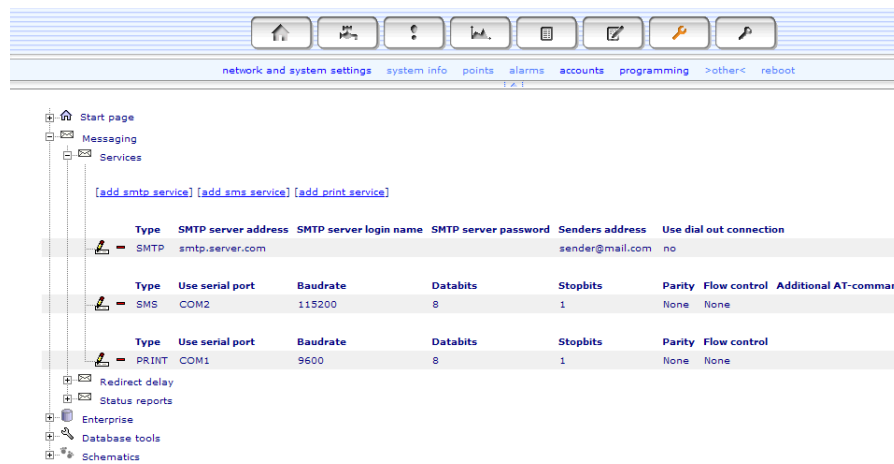 network and system settings system info points alarms accounts programming >other< reboot
Start page
Messaging
Services
[add smtp service] [add sms service] [add print service]
Type SMTP server address SMTP server login name SMTP server password Senders address Use dial out connection
SMTP smtp.server.com sender@mail.com no
Type Use serial port Baudrate Databits Stopbits Parity Flow control Additional AT-comman
SMS COM2 115200 8 1 None None
Type Use serial port Baudrate Databits Stopbits Parity Flow control
PRINT COM1 9600 8 1 None None
Redirect delay
Status reports
Enterprise
Database tools
Schematics